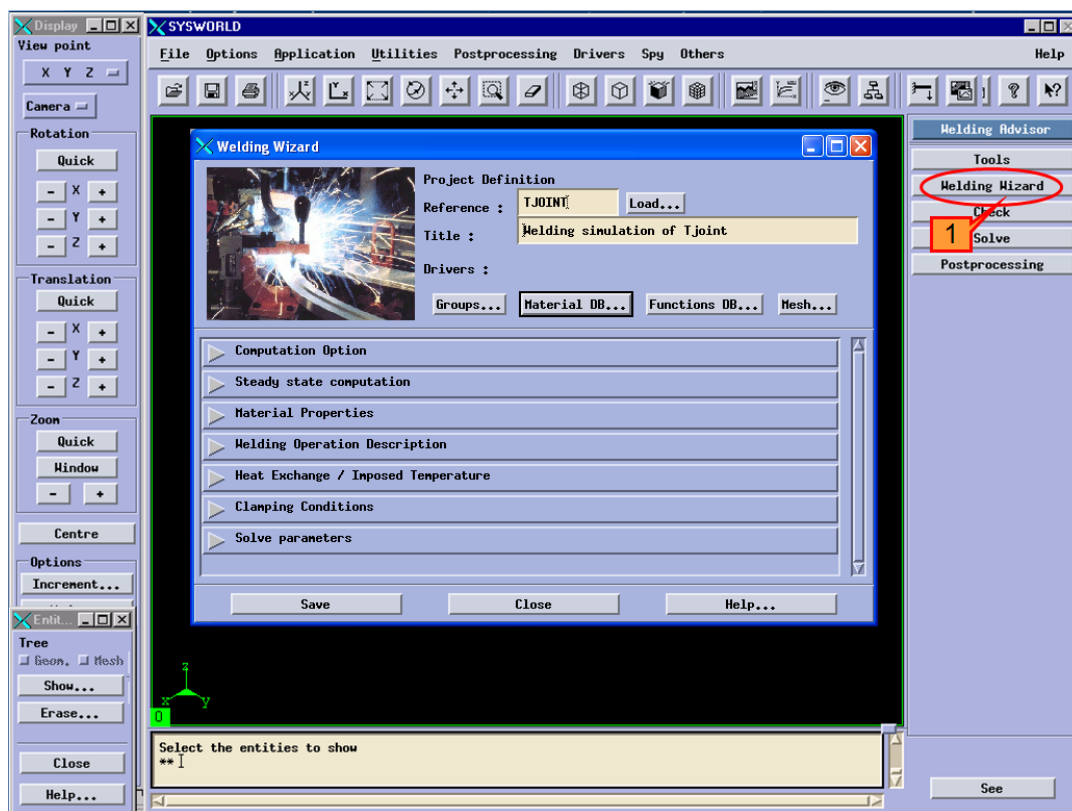 Display
View point
X Y Z
Camera
Rotation
Quick
- X +
- Y +
- Z +
Translation
Quick
- X +
- Y +
- Z +
Zoom
Quick
Window
- +
Centre
Options
Increment...
Entit...
Tree
Geom. Mesh
Show...
Erase...
Close
Help...
SYSWORLD
File Options Application Utilities Postprocessing Drivers Spy Others Help
Welding Wizard
Project Definition
Reference : TJOINT Load...
Title : Welding simulation of Tjoint
Drivers :
Groups... Material DB... Functions DB... Mesh...
Computation Option
Steady state computation
Material Properties
Welding Operation Description
Heat Exchange / Imposed Temperature
Clamping Conditions
Solve parameters
Save Close Help...
z
x y
0
Select the entities to show
**
Welding Advisor
Tools
Welding Wizard
Check
1
Solve
Postprocessing
See